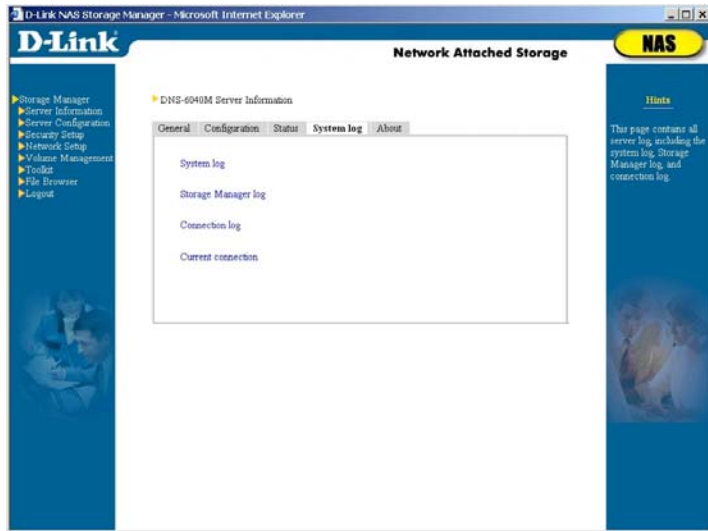 D-Link NAS Storage Manager - Microsoft Internet Explorer
D-Link
Network Attached Storage
NAS
Storage Manager
Server Information
Server Configuration
Security Setup
Network Setup
Volume Management
Toolkit
File Browser
Logout
DNS-6040M Server Information
General Configuration Status System log About
System log
Storage Manager log
Connection log
Current connection
Hints
This page contains all
server log, including the
system log, Storage
Manager log, and
connection log.